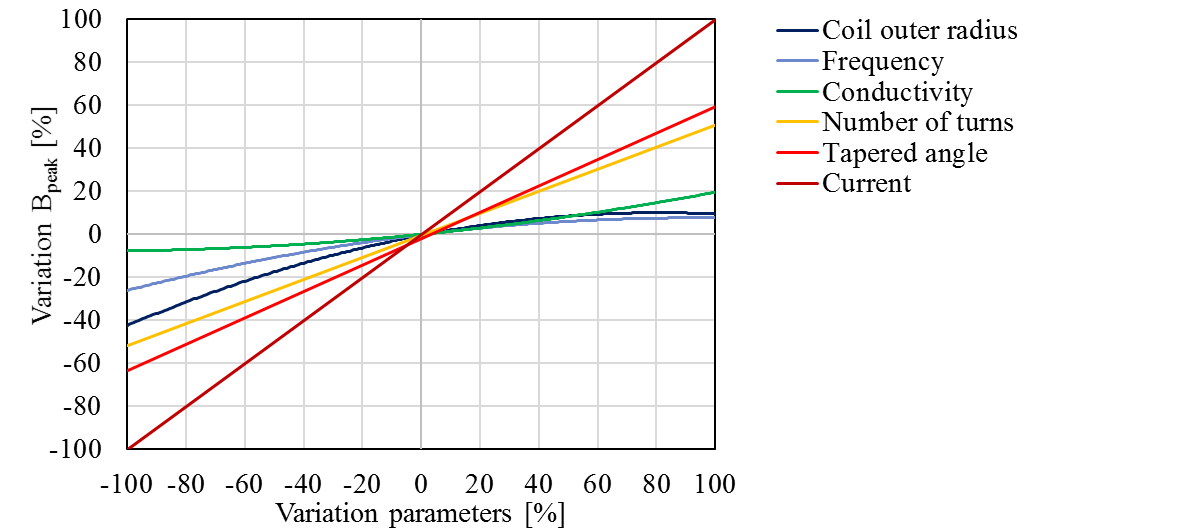 100
80
60
40
20
0
-20
-40
-60
-80
-100
Variation B_peak [%]
-100 -80 -60 -40 -20 0 20 40 60 80 100
Variation parameters [%]
Coil outer radius
Frequency
Conductivity
Number of turns
Tapered angle
Current